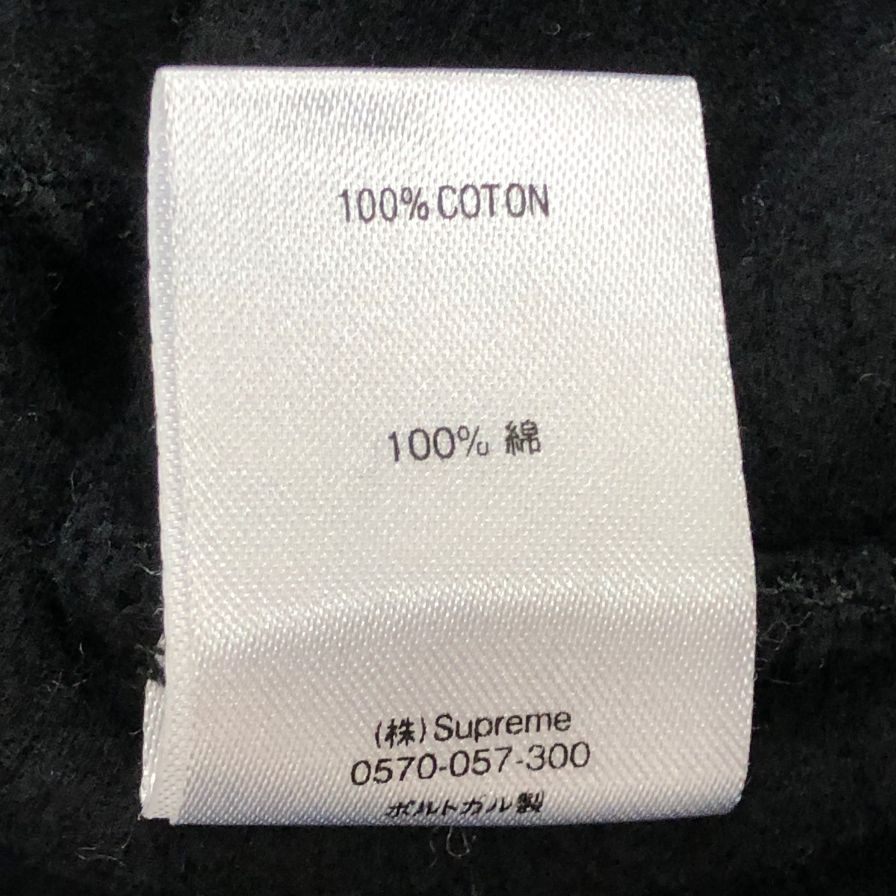 100% COTON
100% 綿
(株) Supreme
0570-057-300
ポルトガル製